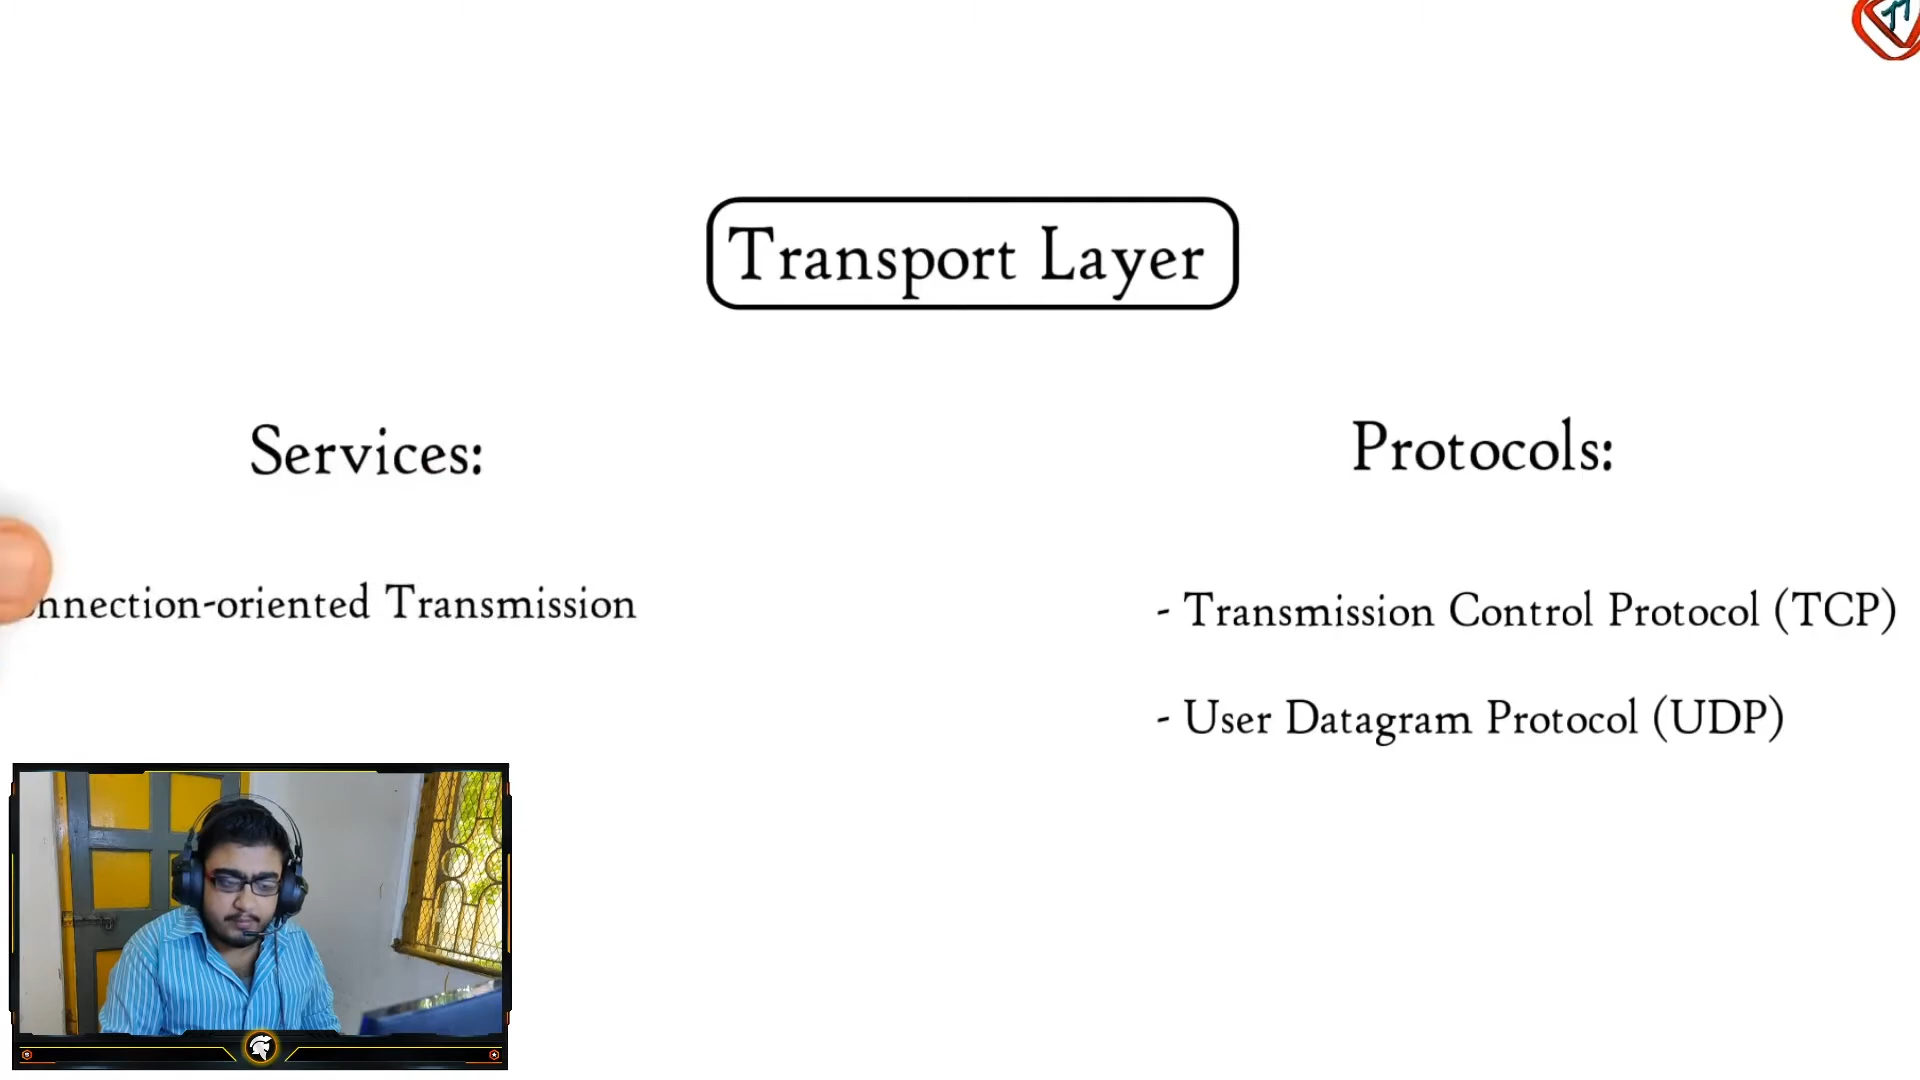 Transport Layer
Services:
Protocols:
nnection-oriented Transmission
- Transmission Control Protocol (TCP)
- User Datagram Protocol (UDP)